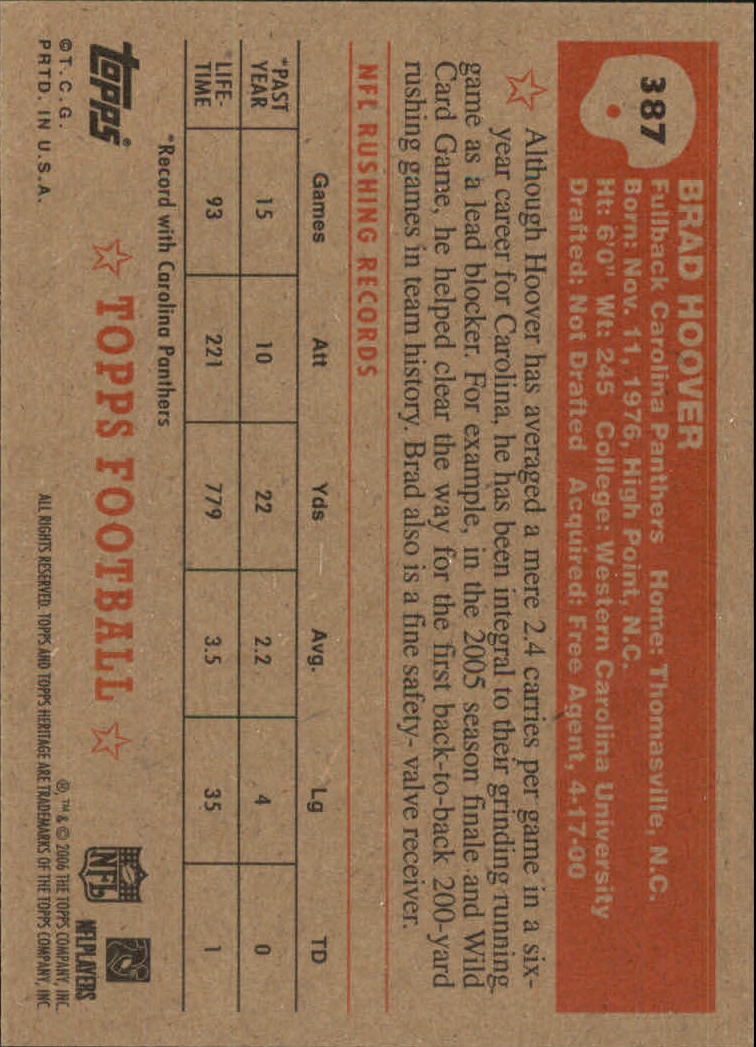 387
BRAD HOOVER
Fullback Carolina Panthers Home: Thomasville, N.C.
Born: Nov. 11, 1976, High Point, N.C.
Ht: 6'0" Wt: 245 College: Western Carolina University
Drafted: Not Drafted Acquired: Free Agent, 4-17-00
Although Hoover has averaged a mere 2.4 carries per game in a six-
year career for Carolina, he has been integral to their grinding running
game as a lead blocker. For example, in the 2005 season finale and Wild
Card Game, he helped clear the way for the first back-to-back 200-yard
rushing games in team history. Brad also is a fine safety- valve receiver.
NFL RUSHING RECORDS
Games Att Yds Avg. Lg TD
*PAST
YEAR 15 10 22 2.2 4 0
*LIFE-
TIME 93 221 779 3.5 35 1
*Record with Carolina Panthers
topps®
TOPPS FOOTBALL
NFL
NFLPLAYERS
©T.C.G.
PRTD. IN U.S.A.
®,™ & © 2006 THE TOPPS COMPANY, INC.
ALL RIGHTS RESERVED. TOPPS AND TOPPS HERITAGE ARE TRADEMARKS OF THE TOPPS COMPANY, INC